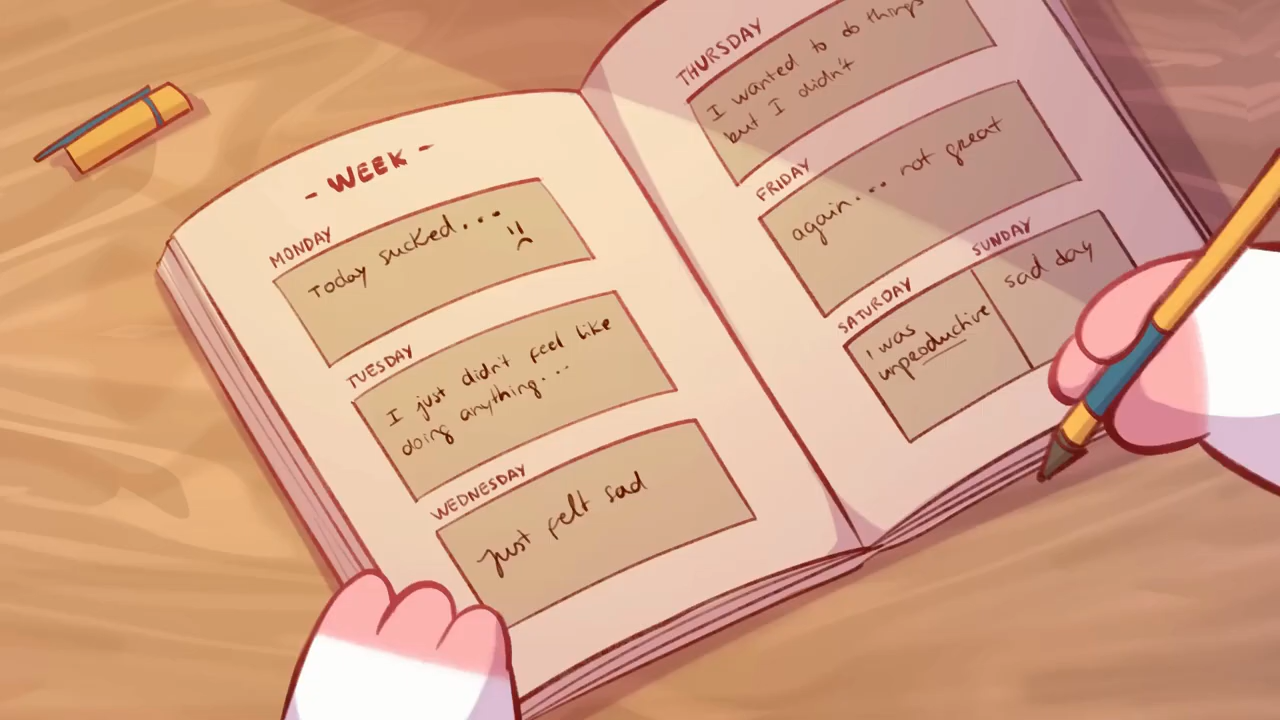 - WEEK -
MONDAY
Today sucked... :(
TUESDAY
I just didn't feel like
doing anything...
WEDNESDAY
Just felt sad
THURSDAY
I wanted to do things
but I didn't
FRIDAY
again... not great
SATURDAY
I was
unproductive
SUNDAY
sad day